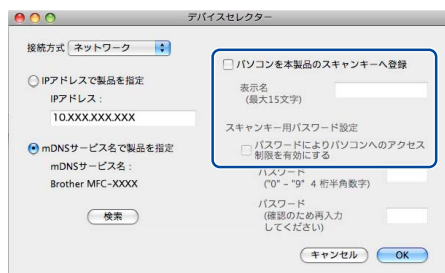 デバイスセレクター
接続方式 ネットワーク
IPアドレスで製品を指定
IPアドレス：
10.XXX.XXX.XXX
mDNSサービス名で製品を指定
mDNSサービス名：
Brother MFC-XXXX
検索
パソコンを本製品のスキャンキーへ登録
表示名
(最大15文字)
スキャンキー用パスワード設定
パスワードによりパソコンへのアクセス
制限を有効にする
パスワード
("0" – "9" 4 桁半角数字)
パスワード
(確認のため再入力
してください)
キャンセル
OK